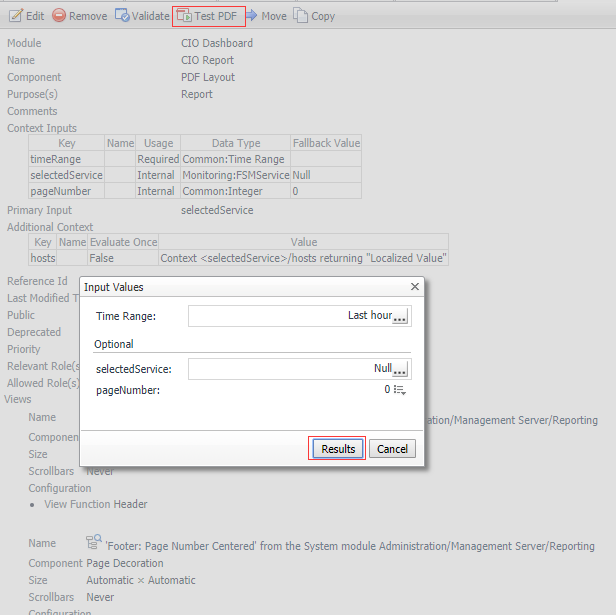 Edit Remove Validate Test PDF Move Copy
Module CIO Dashboard
Name CIO Report
Component PDF Layout
Purpose(s) Report
Comments
Context Inputs
Key Name Usage Data Type Fallback Value
timeRange Required Common:Time Range
selectedService Internal Monitoring:FSMService Null
pageNumber Internal Common:Integer 0
Primary Input selectedService
Additional Context
Key Name Evaluate Once Value
hosts False Context <selectedService>/hosts returning "Localized Value"
Reference Id
Last Modified T
Public
Deprecated
Priority
Relevant Role(s
Allowed Role(s)
Views
Input Values
Time Range: Last hour...
Optional
selectedService: Null...
pageNumber: 0
Results Cancel
Name ation/Management Server/Reporting
Component
Size
Scrollbars Never
Configuration
• View Function Header
Name 'Footer: Page Number Centered' from the System module Administration/Management Server/Reporting
Component Page Decoration
Size Automatic × Automatic
Scrollbars Never
Configuration